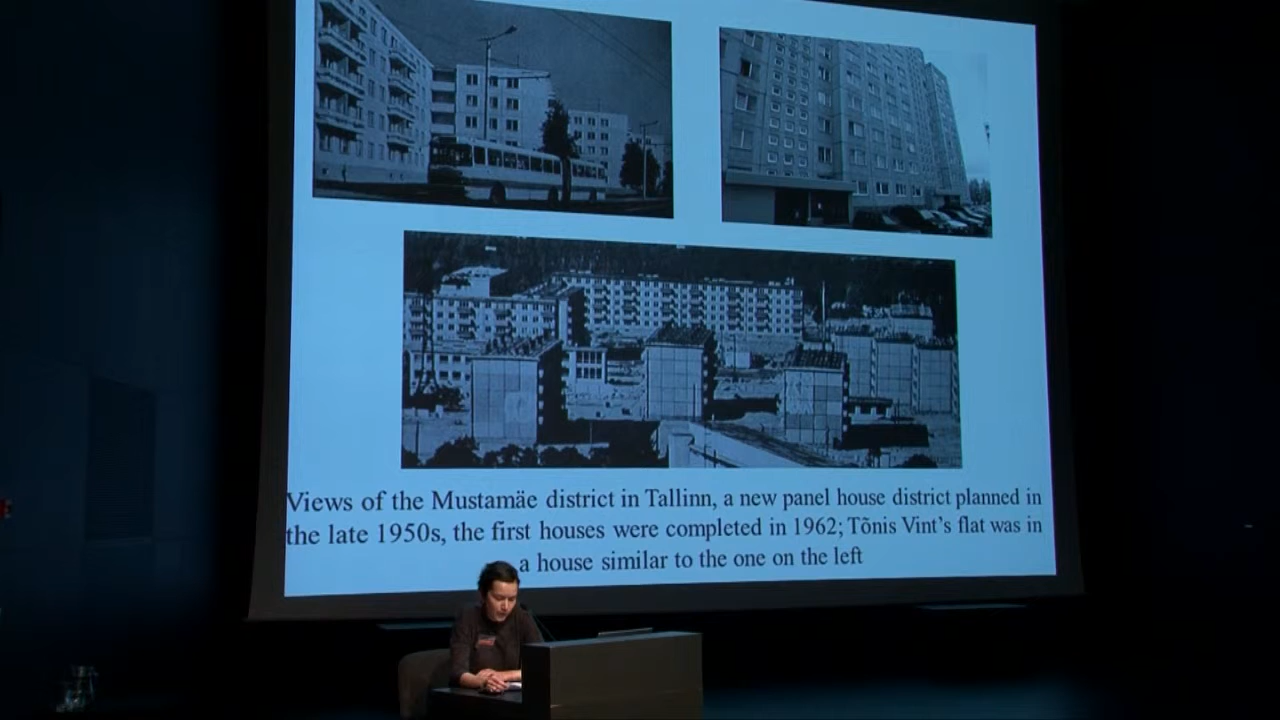 Views of the Mustamäe district in Tallinn, a new panel house district planned in
the late 1950s, the first houses were completed in 1962; Tõnis Vint’s flat was in
a house similar to the one on the left